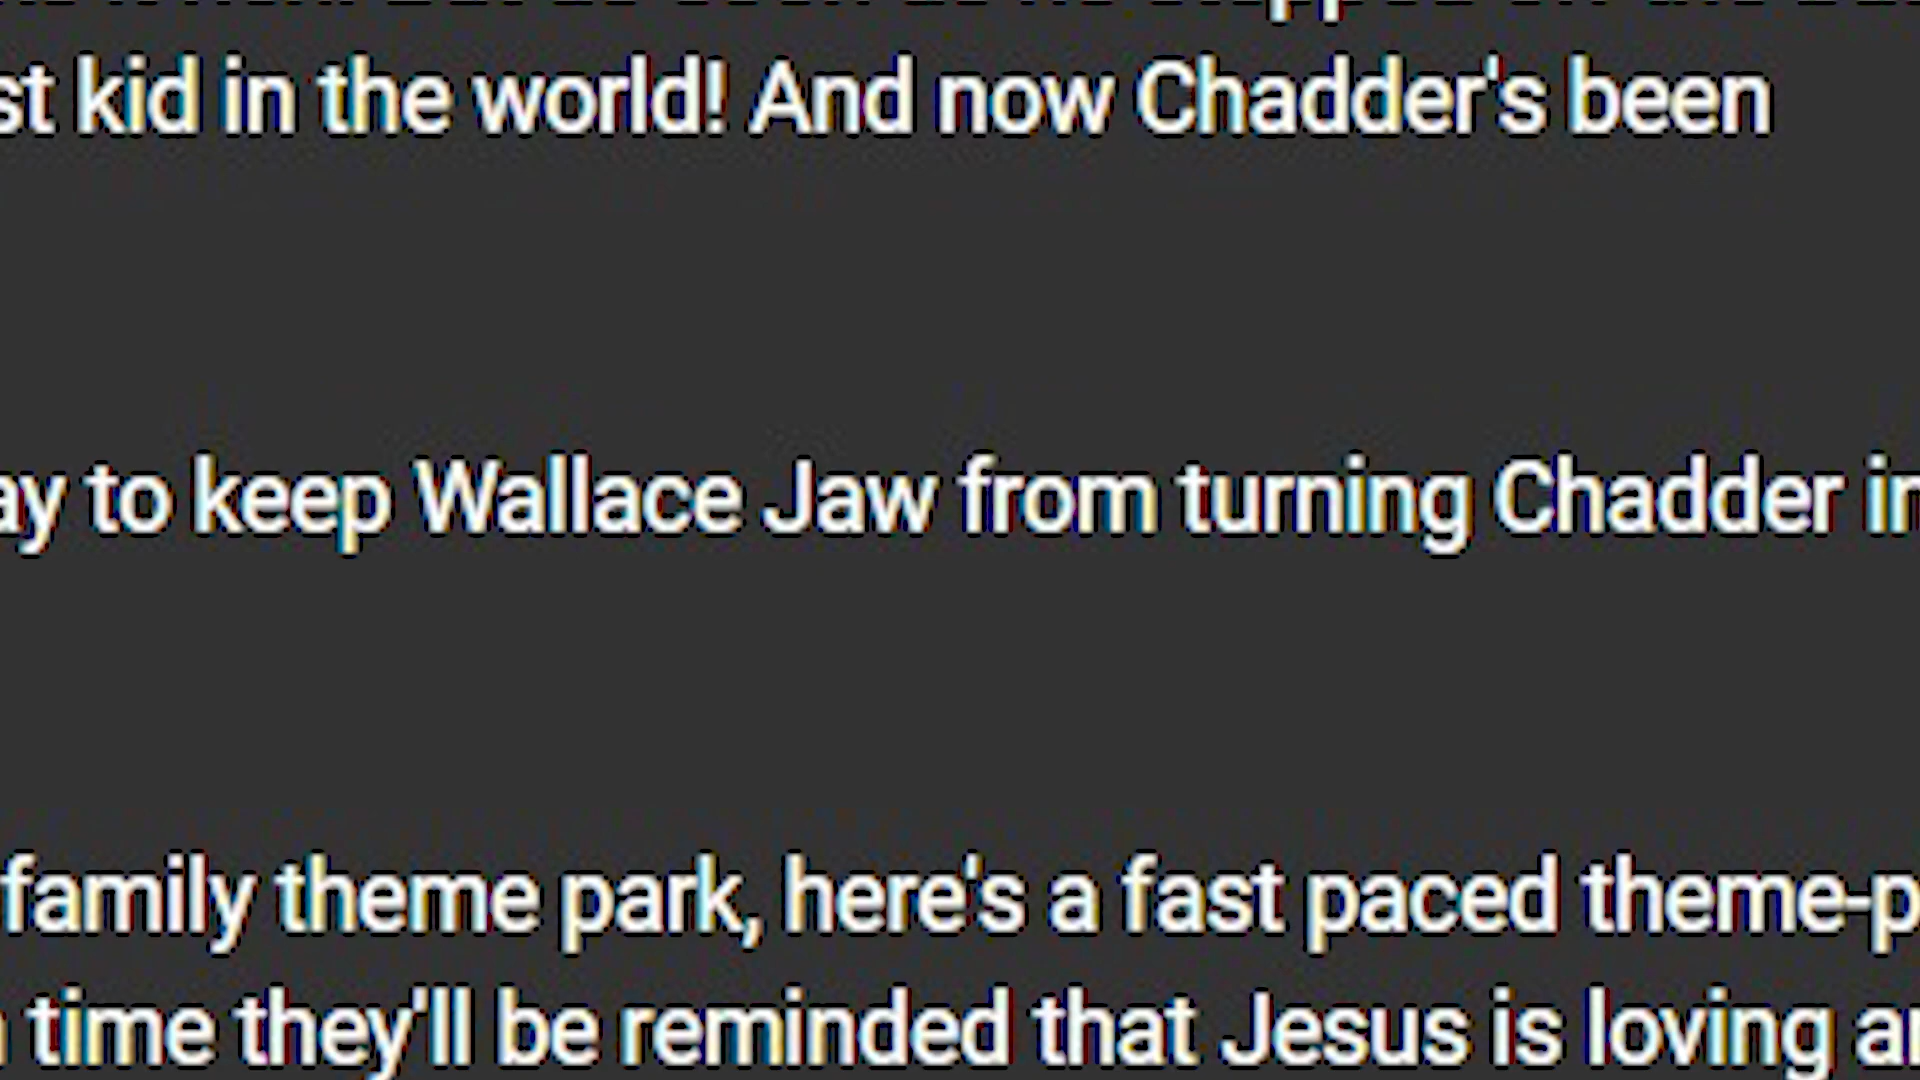 st kid in the world! And now Chadder's been
ay to keep Wallace Jaw from turning Chadder in
family theme park, here's a fast paced theme-p
time they'll be reminded that Jesus is loving